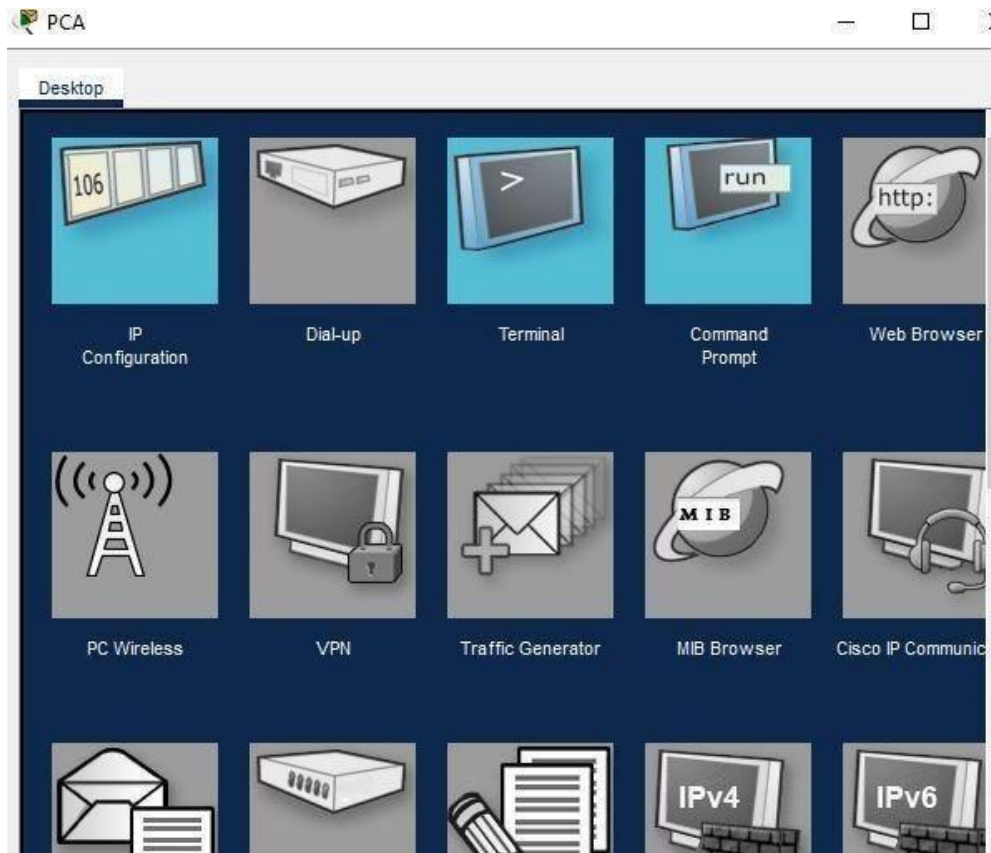 PCA
Desktop
106
>
run
http:
IP
Configuration
Dial-up
Terminal
Command
Prompt
Web Browser
MIB
PC Wireless
VPN
Traffic Generator
MIB Browser
Cisco IP Communic
IPv4
IPv6